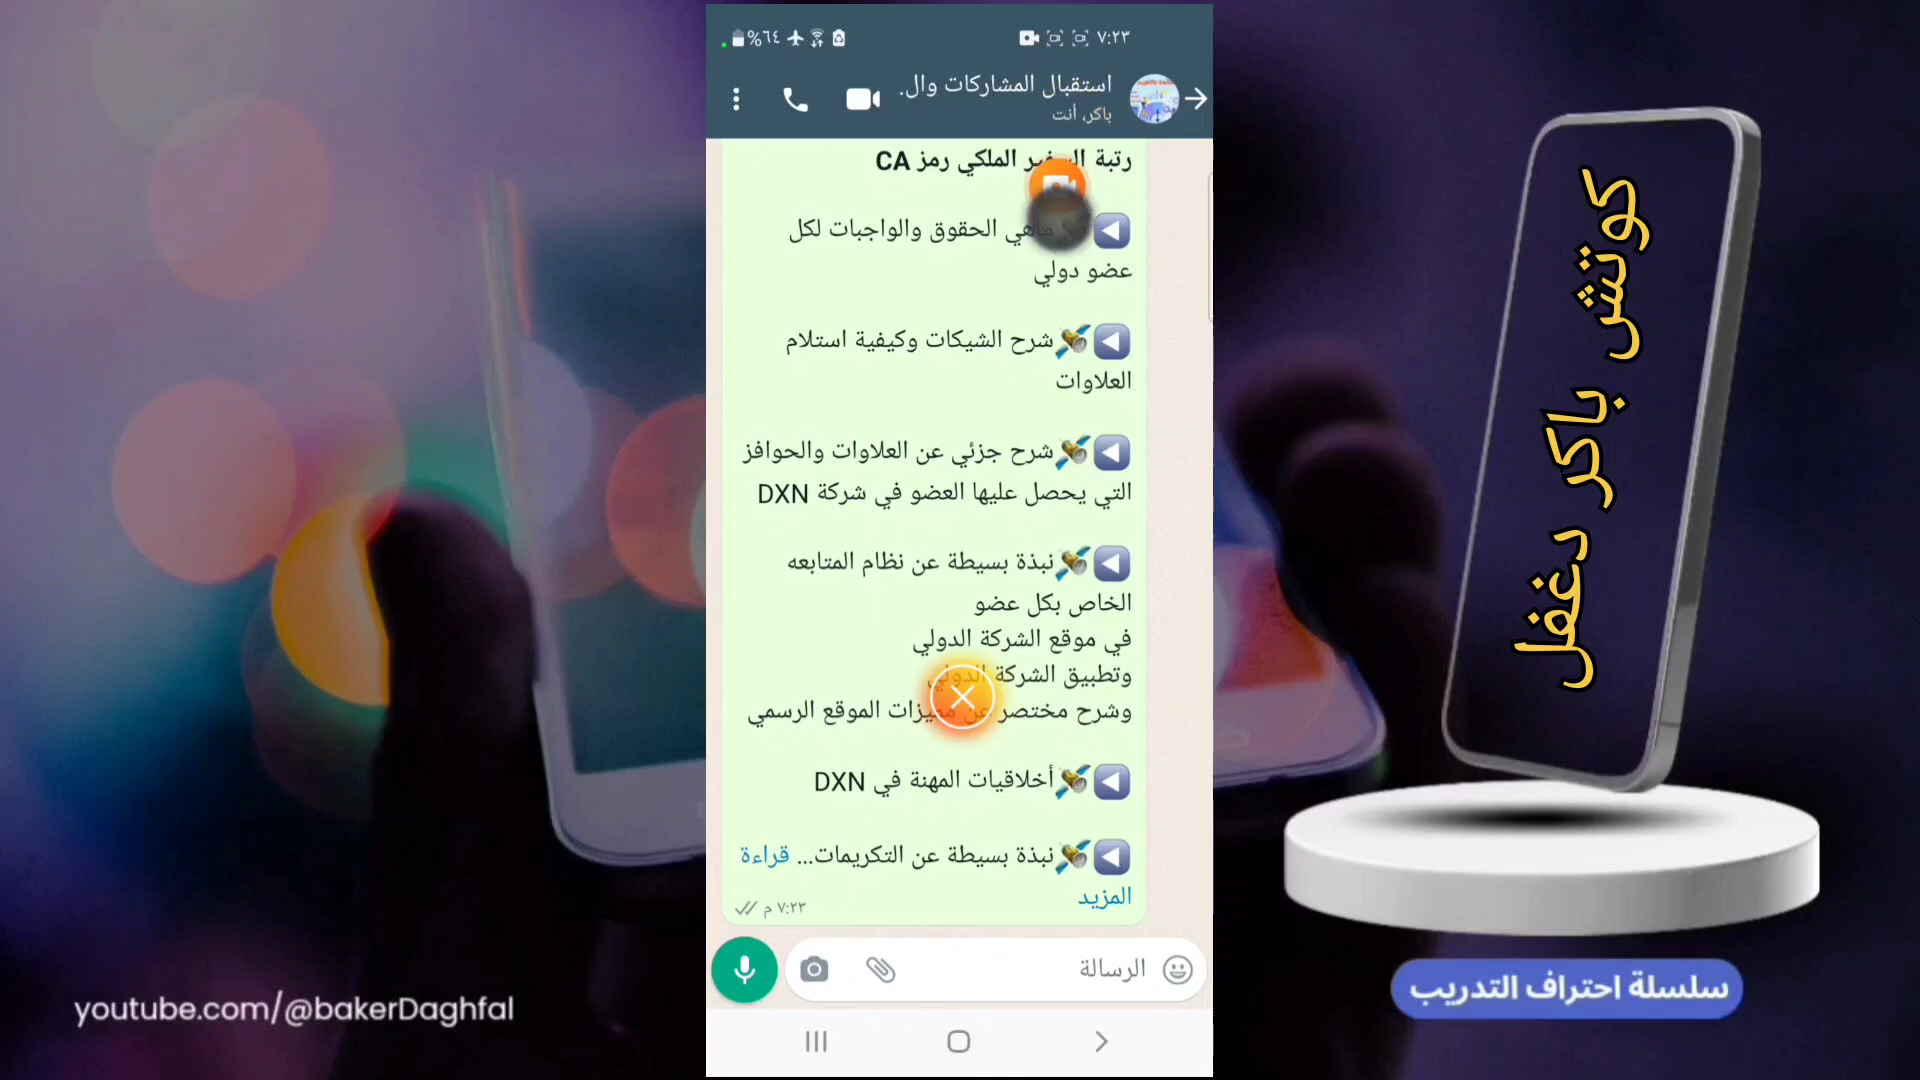 ٧:٢٣
%٦٤
استقبال المشاركات وال.
باكر، أنت
رتبة السفير الملكي رمز CA
ماهي الحقوق والواجبات لكل
عضو دولي
شرح الشيكات وكيفية استلام
العلاوات
شرح جزئي عن العلاوات والحوافز
التي يحصل عليها العضو في شركة DXN
نبذة بسيطة عن نظام المتابعه
الخاص بكل عضو
في موقع الشركة الدولي
وتطبيق الشركة الدولي
وشرح مختصر عن مميزات الموقع الرسمي
أخلاقيات المهنة في DXN
نبذة بسيطة عن التكريمات... قراءة
المزيد
٧:٢٣ م
الرسالة
كوتش باكر دغفل
سلسلة احتراف التدريب
youtube.com/@bakerDaghfal